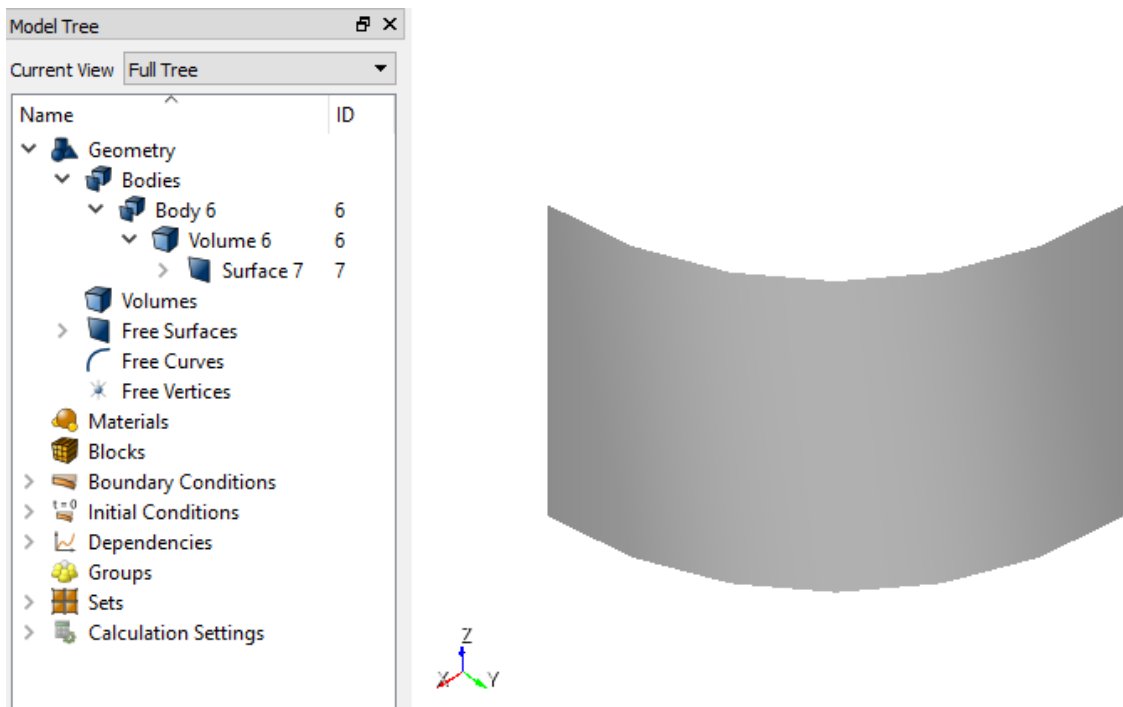 Model Tree
Current View Full Tree
Name ID
Geometry
Bodies
Body 6 6
Volume 6 6
Surface 7 7
Volumes
Free Surfaces
Free Curves
Free Vertices
Materials
Blocks
Boundary Conditions
t=0 Initial Conditions
Dependencies
Groups
Sets
Calculation Settings
Z
X Y